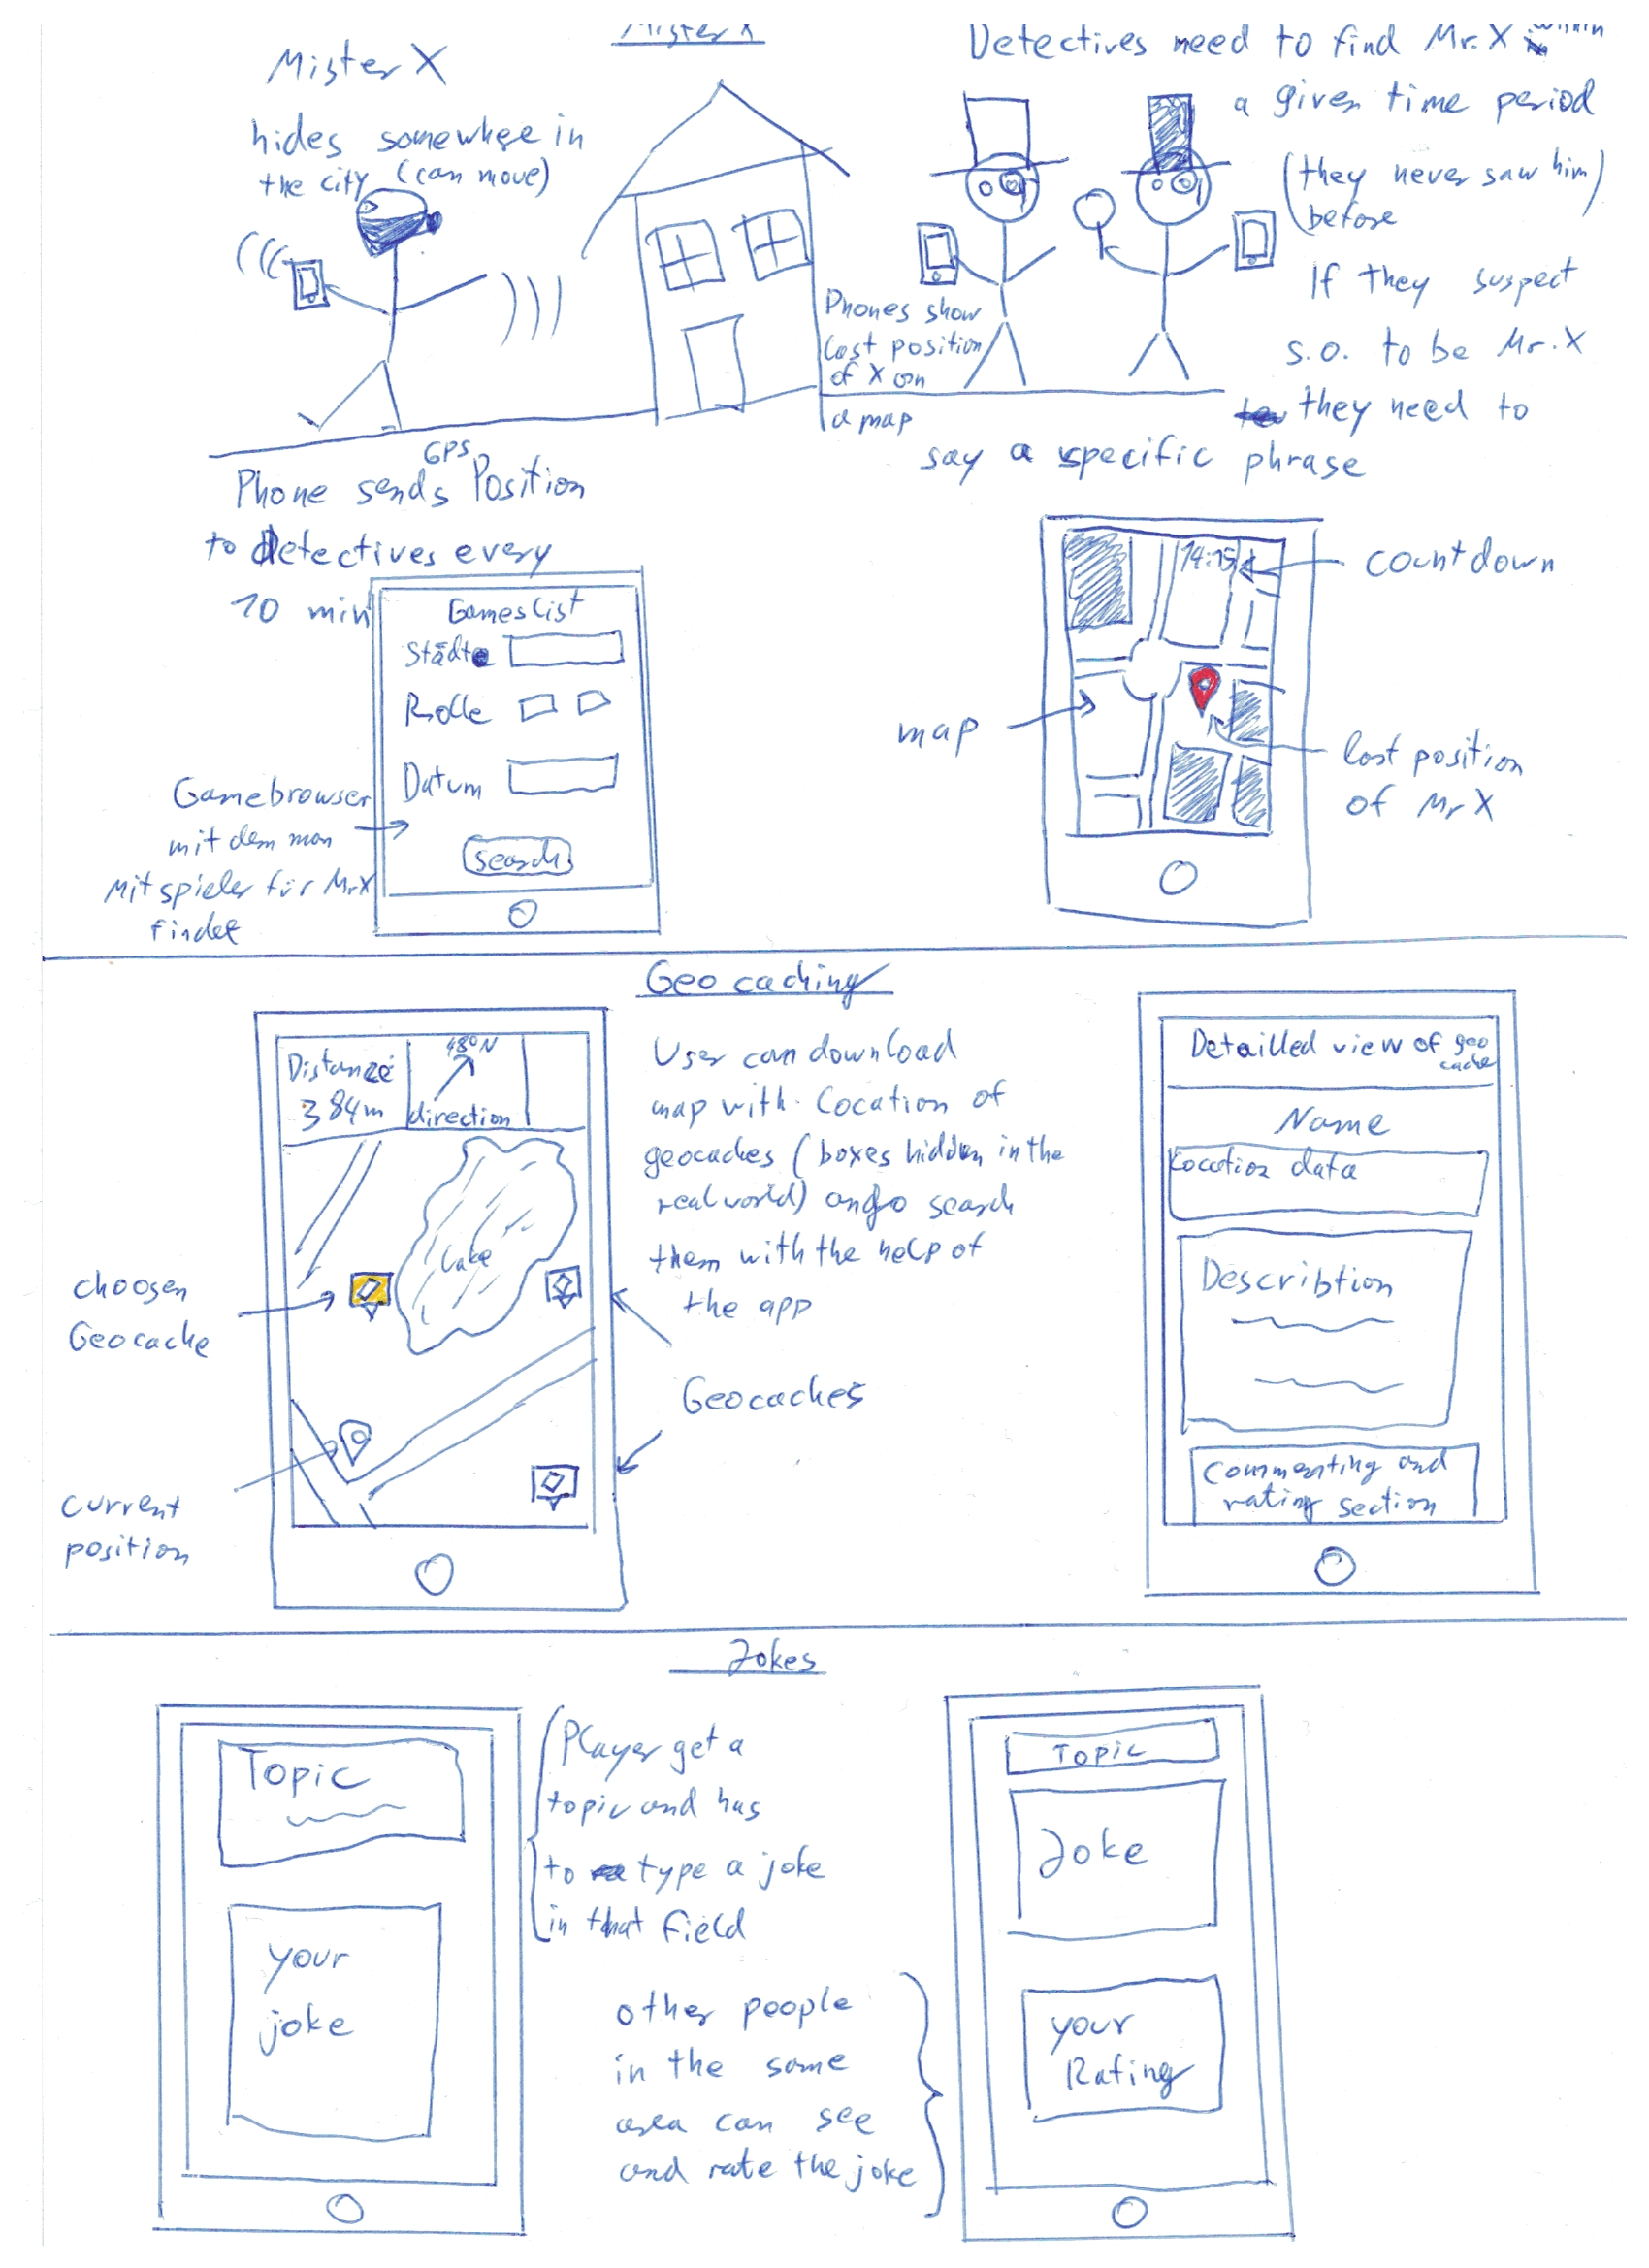 Mister X
Mister X
hides somewhere in
the city (can move)
Detectives need to find Mr. X within
a given time period
(they never saw him)
before
If they suspect
s.o. to be Mr. X
they need to
say a specific phrase
Phones show
last position
of X on
a map
GPS
Phone sends Position
to Detectives every
10 min
Games List
Städte
Rolle
Datum
Search
Gamebrowser
mit dem man
Mitspieler für MrX
findet
14:15
countdown
map
last position
of Mr X
Geocaching
Distanze
384m
48° N
direction
Lake
choosen
Geocache
current
position
User can download
map with location of
geocaches (boxes hidden in the
real world) and go search
them with the help of
the app
Geocaches
Detailled view of geo
cache
Name
Location data
Describtion
Commenting and
rating section
Jokes
Topic
your
joke
Player get a
topic and has
to type a joke
in that field
other people
in the same
area can see
and rate the joke
Topic
Joke
your
Rating